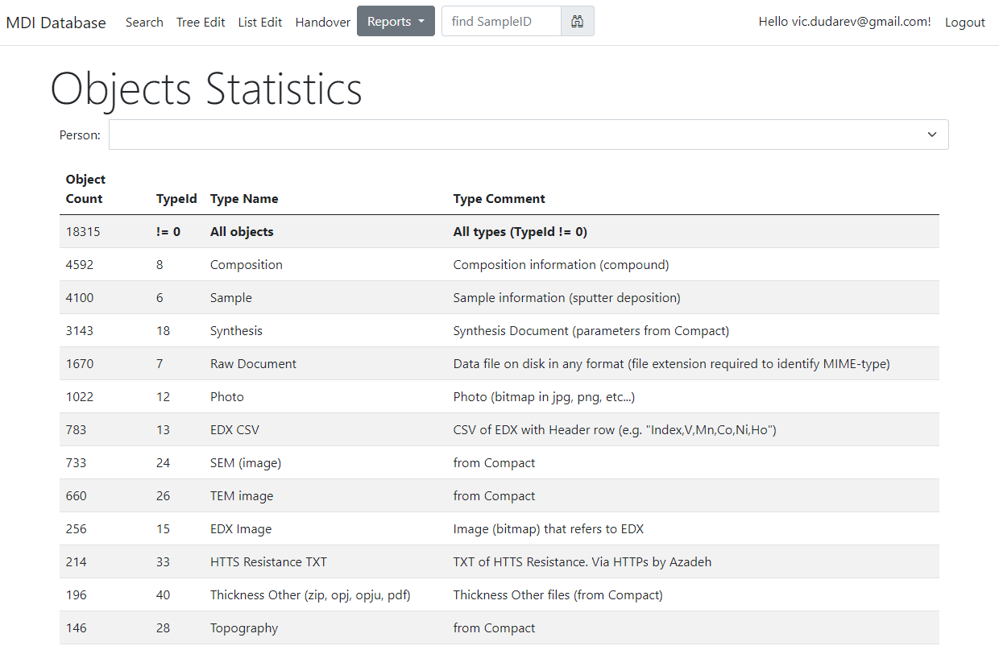 MDI Database Search Tree Edit List Edit Handover Reports find SampleID Hello vic.dudarev@gmail.com! Logout
Objects Statistics
Person:
Object Count TypeId Type Name Type Comment
18315 != 0 All objects All types (TypeId != 0)
4592 8 Composition Composition information (compound)
4100 6 Sample Sample information (sputter deposition)
3143 18 Synthesis Synthesis Document (parameters from Compact)
1670 7 Raw Document Data file on disk in any format (file extension required to identify MIME-type)
1022 12 Photo Photo (bitmap in jpg, png, etc...)
783 13 EDX CSV CSV of EDX with Header row (e.g. "Index,V,Mn,Co,Ni,Ho")
733 24 SEM (image) from Compact
660 26 TEM image from Compact
256 15 EDX Image Image (bitmap) that refers to EDX
214 33 HTTS Resistance TXT TXT of HTTS Resistance. Via HTTPs by Azadeh
196 40 Thickness Other (zip, opj, opju, pdf) Thickness Other files (from Compact)
146 28 Topography from Compact